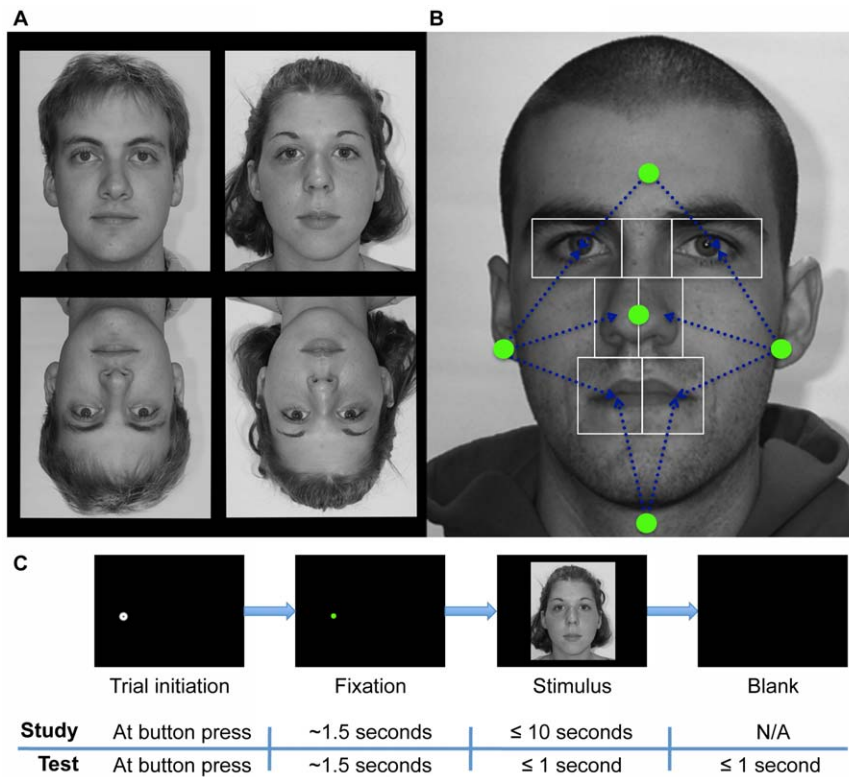 A
B
C
Trial initiation Fixation Stimulus Blank
Study At button press ~1.5 seconds ≤ 10 seconds N/A
Test At button press ~1.5 seconds ≤ 1 second ≤ 1 second